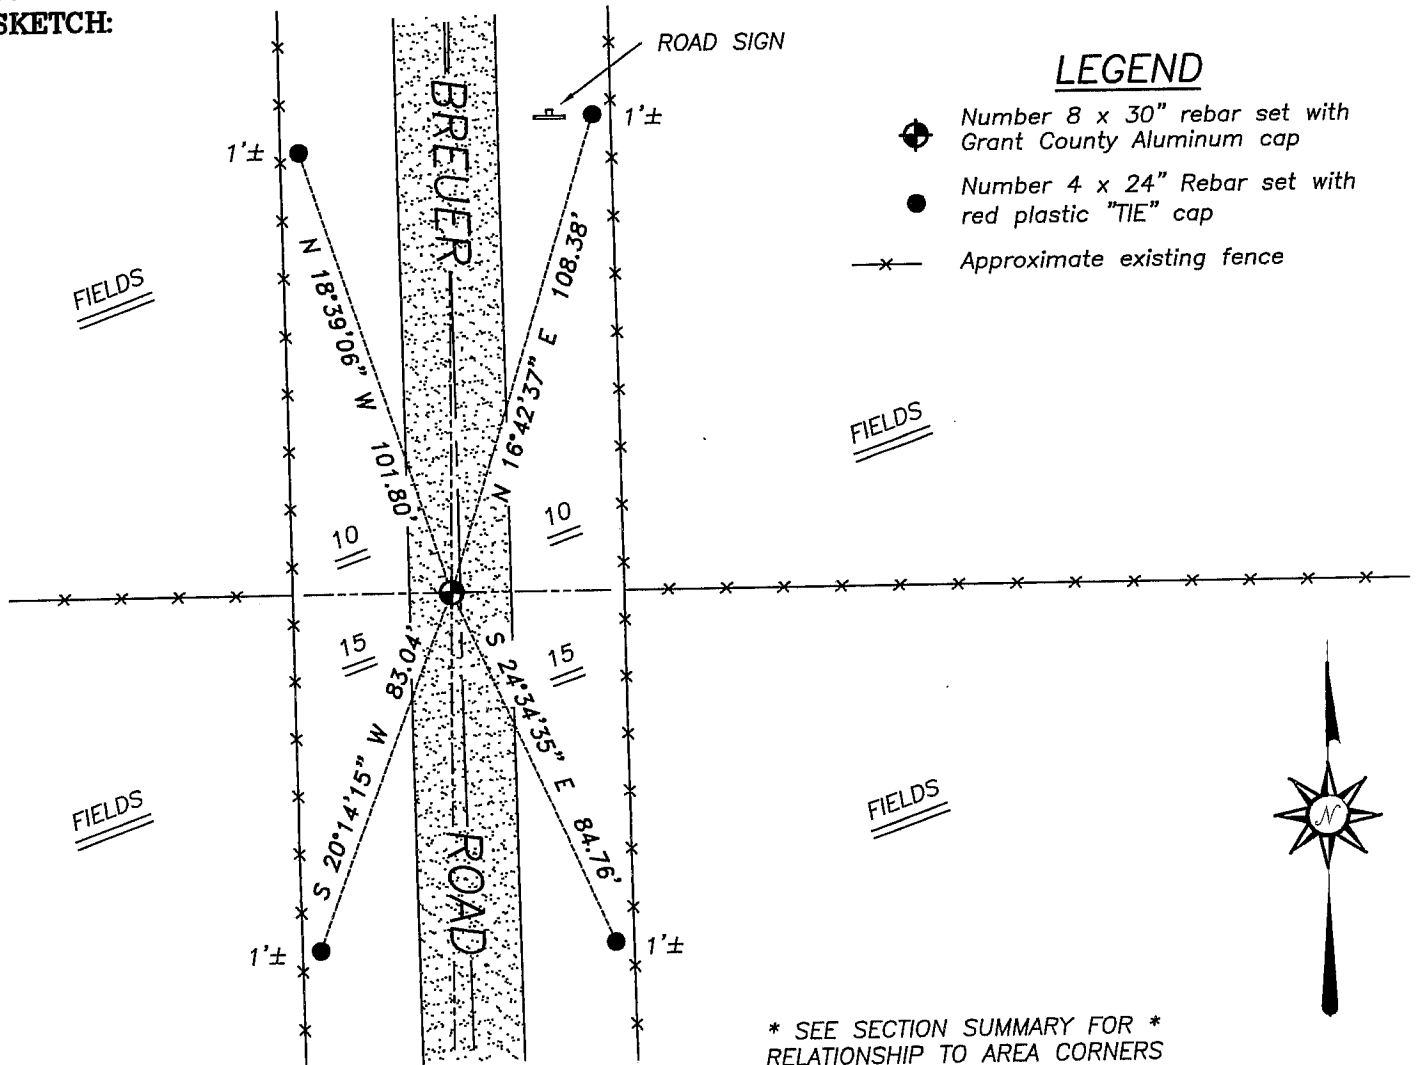 SKETCH:
ROAD SIGN
LEGEND
Number 8 x 30" rebar set with
Grant County Aluminum cap
Number 4 x 24" Rebar set with
red plastic "TIE" cap
Approximate existing fence
BREUER ROAD
1'±
1'±
N 18°39'06" W 101.80'
N 16°42'37" E 108.38'
FIELDS
FIELDS
10
10
15
15
S 20°14'15" W 83.04'
S 24°34'35" E 84.76'
FIELDS
FIELDS
N
1'±
1'±
* SEE SECTION SUMMARY FOR *
RELATIONSHIP TO AREA CORNERS